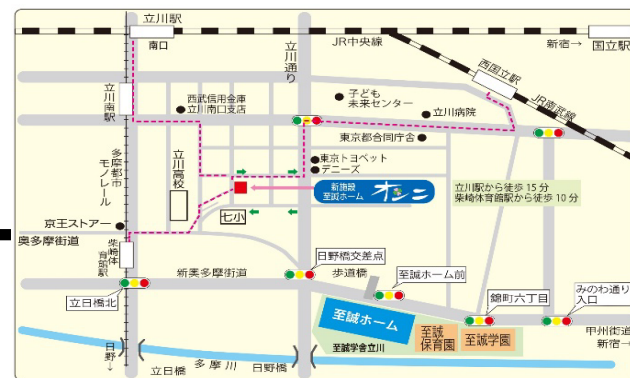 立川駅
南口
立川通り
JR中央線
新宿→
国立駅
西国立駅
JR南武線
立川南駅
西武信用金庫
立川南口支店
子ども
未来センター
立川病院
東京都合同庁舎
多摩都市
モノレール
立川高校
東京トヨペット
デニーズ
新施設
至誠ホーム
オンニ
立川駅から徒歩15分
柴崎体育館駅から徒歩10分
七小
京王ストアー
奥多摩街道
柴崎体
育館駅
新奥多摩街道
日野橋交差点
歩道橋
至誠ホーム前
立日橋北
錦町六丁目
みのわ通り
入口
至誠ホーム
至誠
保育園
至誠学園
至誠学舎立川
甲州街道
新宿→
日野→
立日橋
多摩川
日野橋